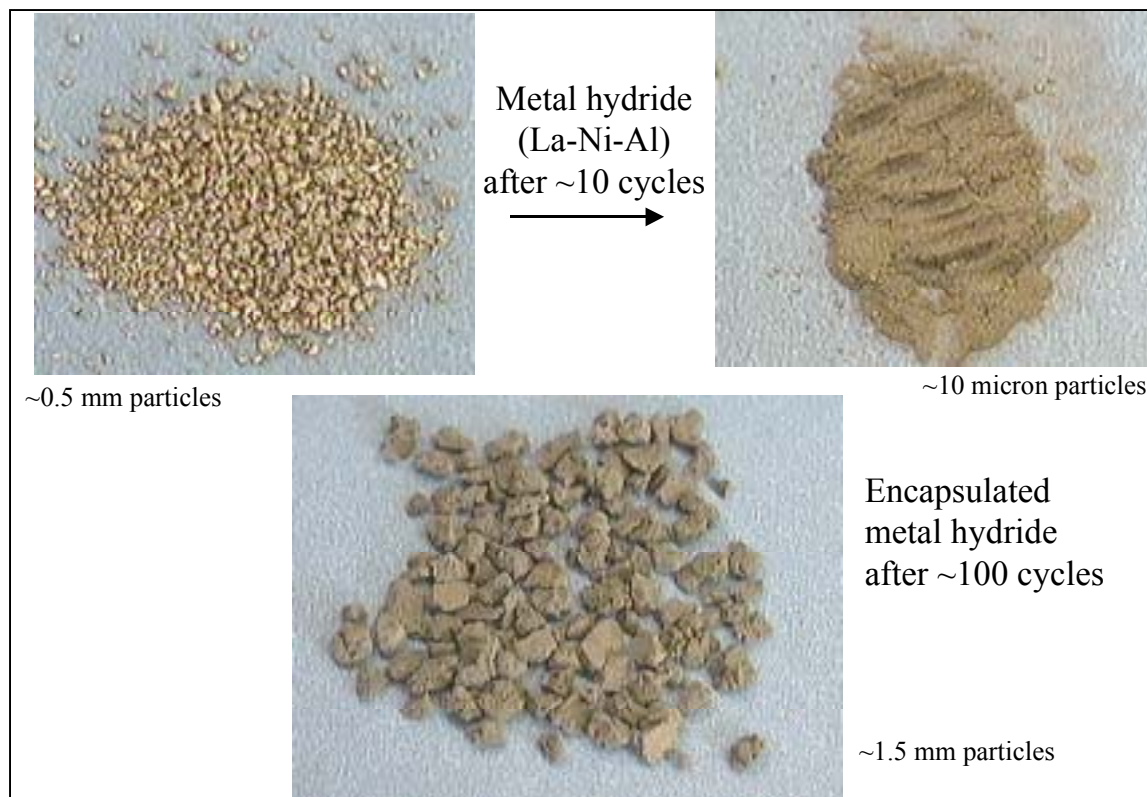 Metal hydride
(La-Ni-Al)
after ~10 cycles
~0.5 mm particles
~10 micron particles
Encapsulated
metal hydride
after ~100 cycles
~1.5 mm particles